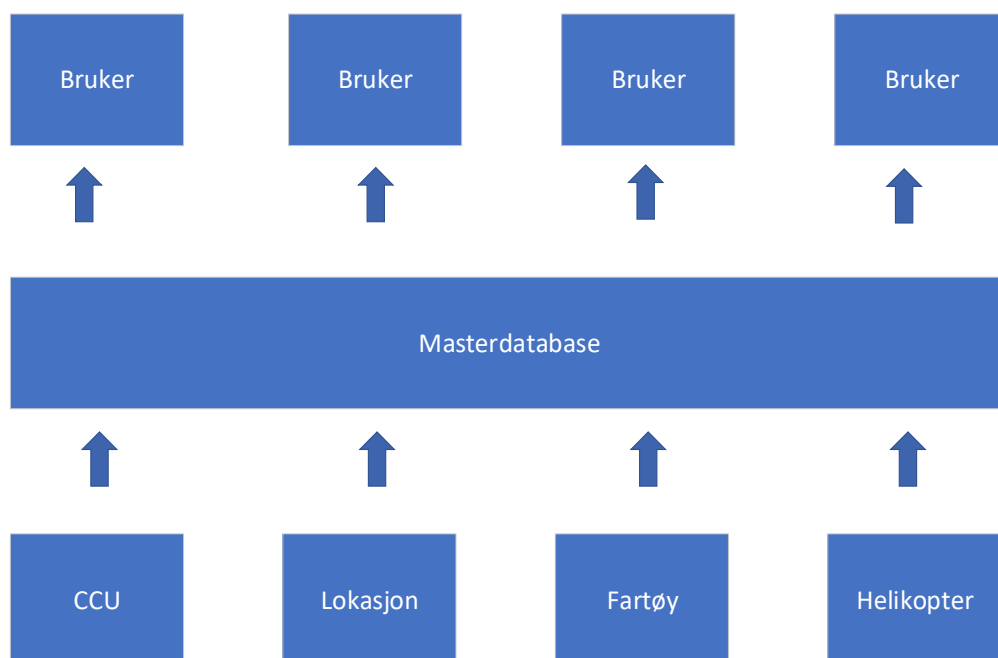 Bruker
Bruker
Bruker
Bruker
Masterdatabase
CCU
Lokasjon
Fartøy
Helikopter